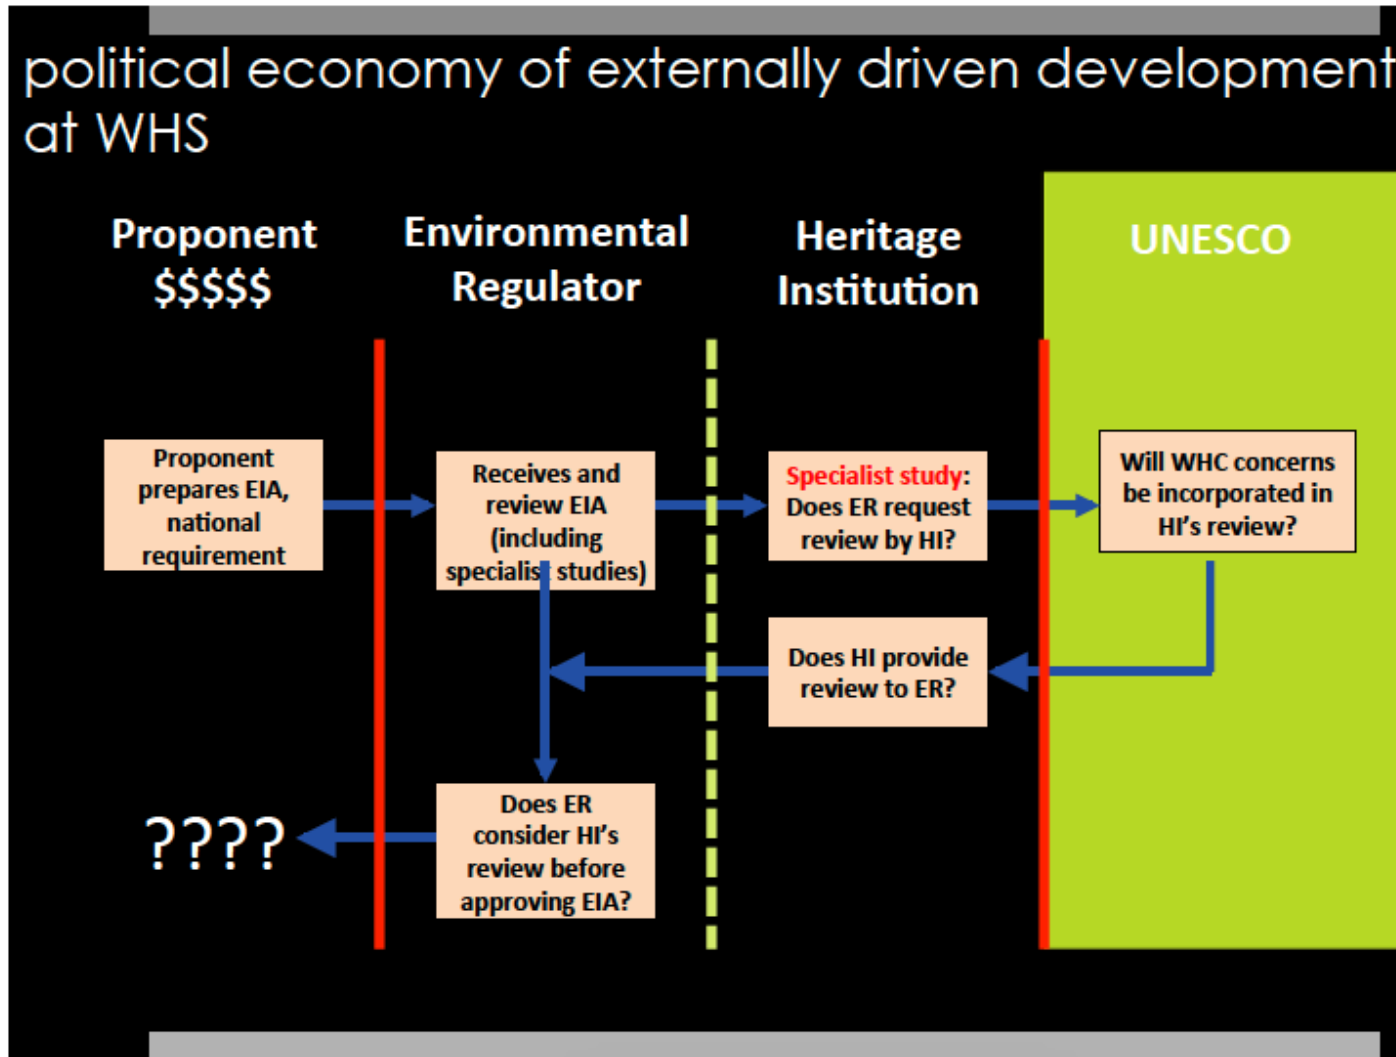 political economy of externally driven development
at WHS
Proponent
$$$$$
Environmental
Regulator
Heritage
Institution
UNESCO
Proponent
prepares EIA,
national
requirement
Receives and
review EIA
(including
specialist studies)
Specialist study:
Does ER request
review by HI?
Will WHC concerns
be incorporated in
HI's review?
Does HI provide
review to ER?
Does ER
consider HI's
review before
approving EIA?
????